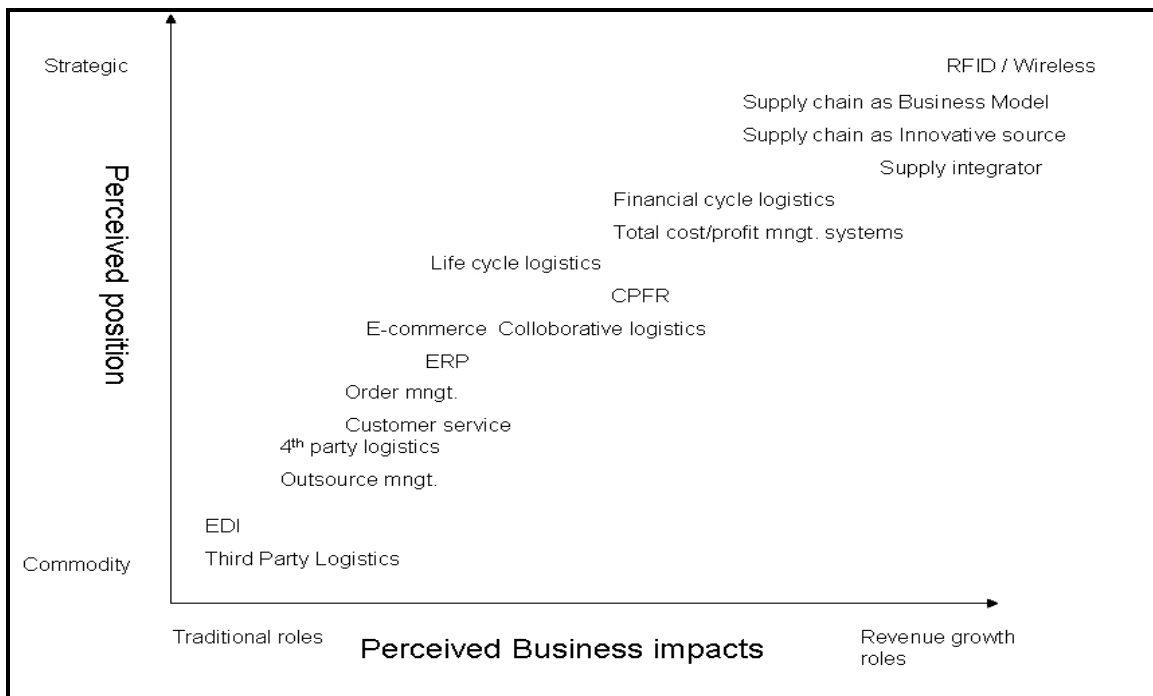 Strategic
RFID / Wireless
Supply chain as Business Model
Supply chain as Innovative source
Supply integrator
Perceived position
Financial cycle logistics
Total cost/profit mngt. systems
Life cycle logistics
CPFR
E-commerce Colloborative logistics
ERP
Order mngt.
Customer service
4th party logistics
Outsource mngt.
EDI
Third Party Logistics
Commodity
Traditional roles
Perceived Business impacts
Revenue growth
roles